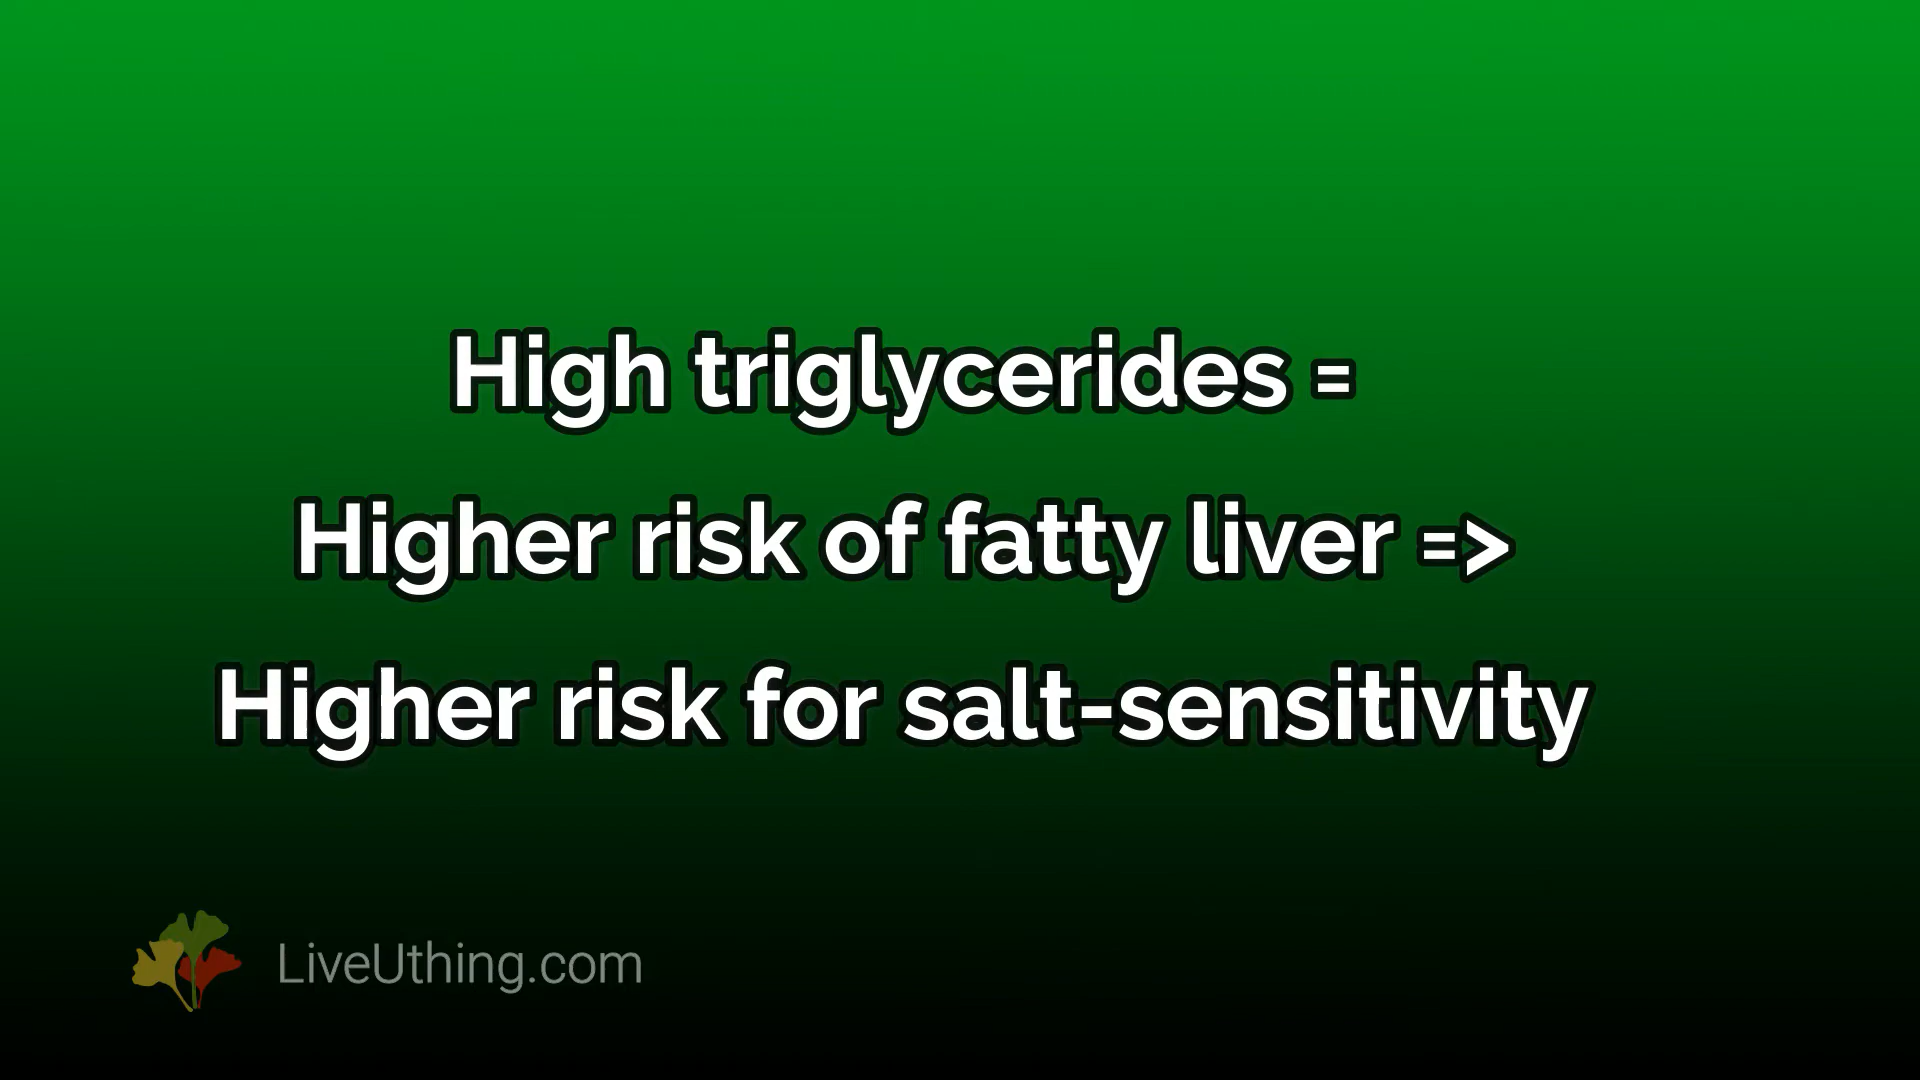 High triglycerides =
Higher risk of fatty liver =>
Higher risk for salt-sensitivity
LiveUthing.com